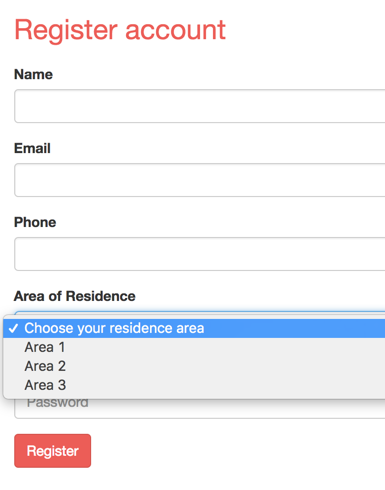 Register account
Name
Email
Phone
Area of Residence
✓ Choose your residence area
Area 1
Area 2
Area 3
Password
Register